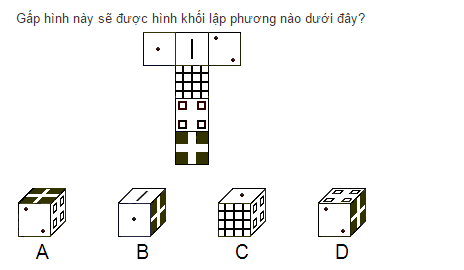 Gấp hình này sẽ được hình khối lập phương nào dưới đây?
A B C D